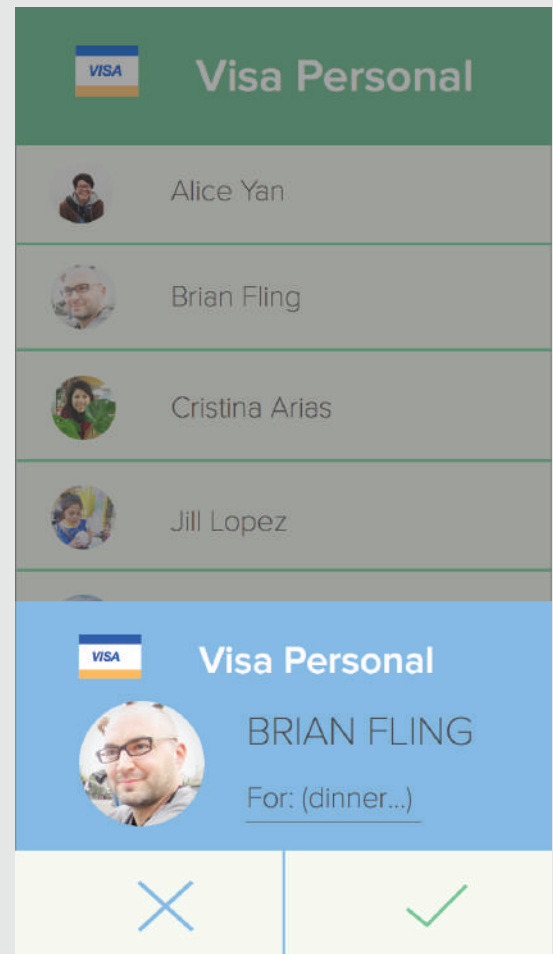 VISA Visa Personal
Alice Yan
Brian Fling
Cristina Arias
Jill Lopez
VISA Visa Personal
BRIAN FLING
For: (dinner...)